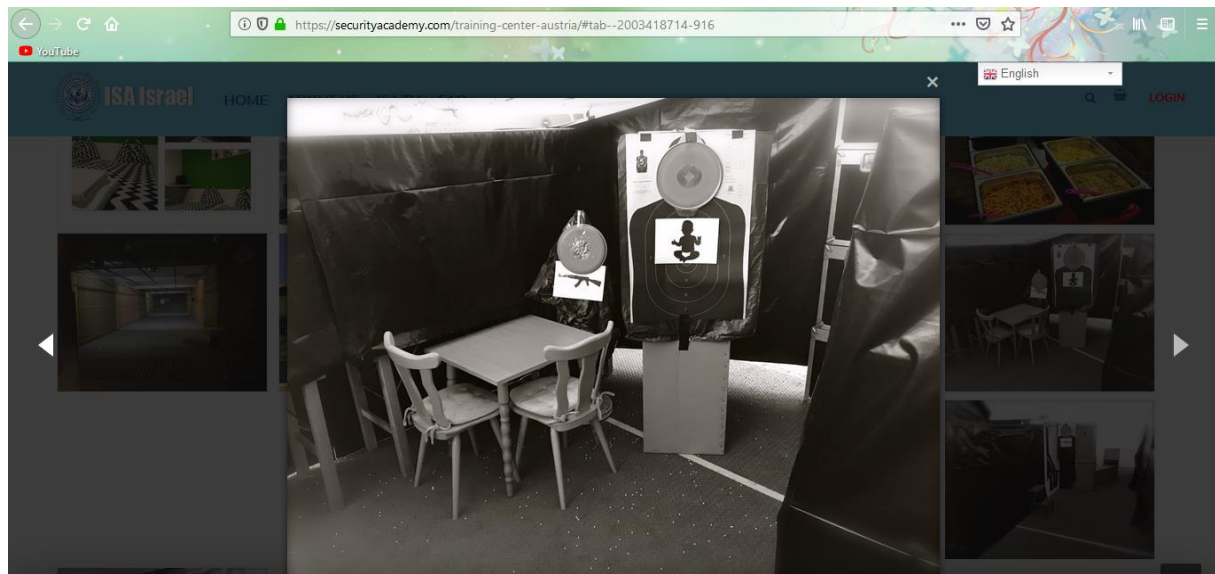 https://securityacademy.com/training-center-austria/#tab--2003418714-916
YouTube
English
ISA Israel
HOME
LOGIN